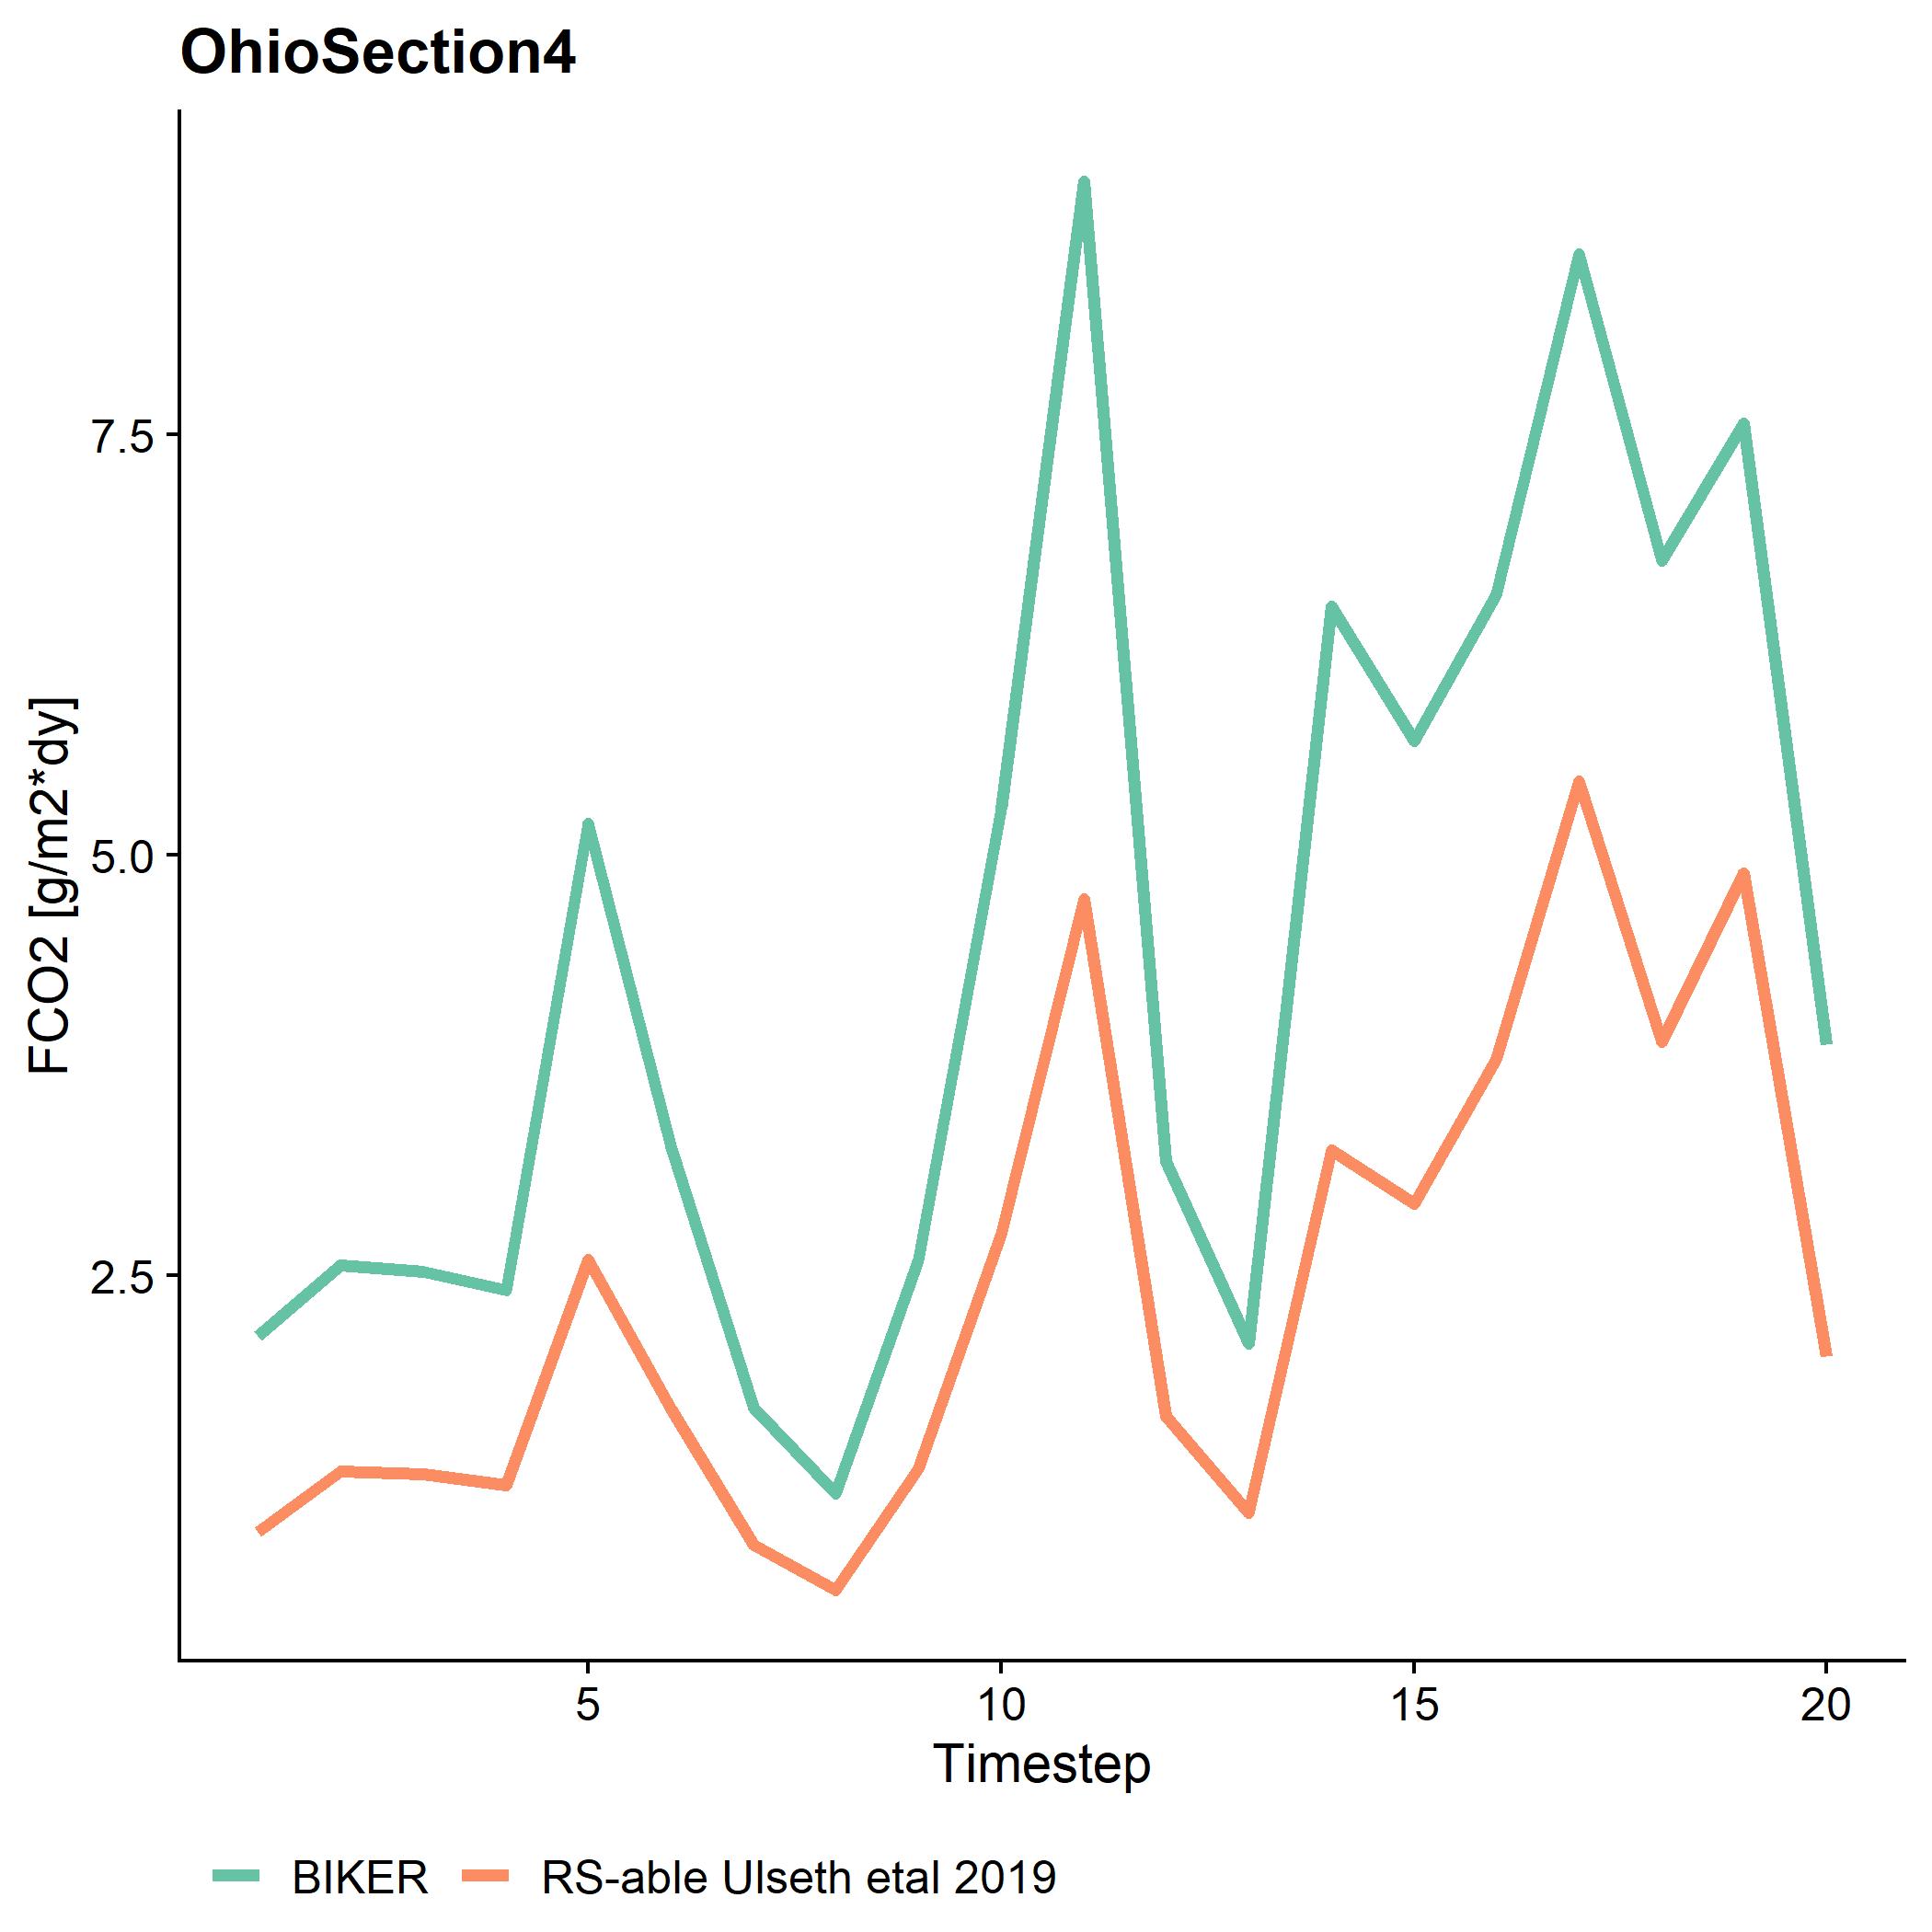 OhioSection4
FCO2 [g/m2*dy]
7.5
5.0
2.5
5 10 15 20
Timestep
BIKER RS-able Ulseth etal 2019